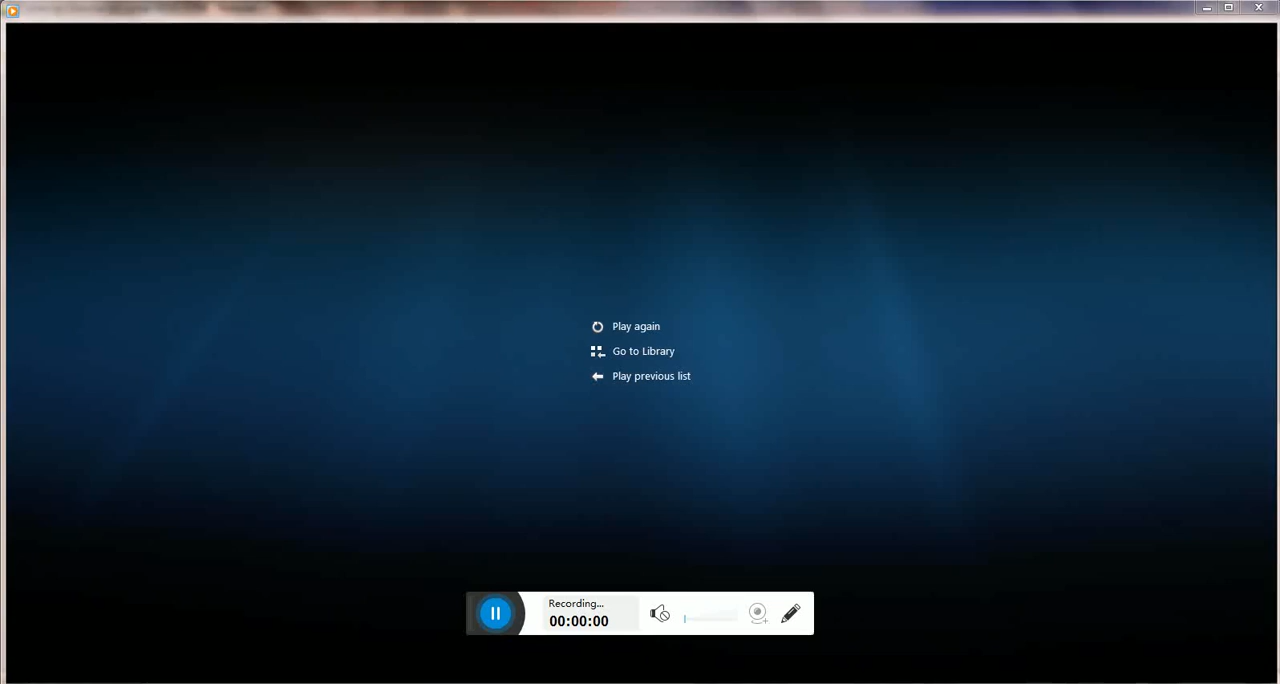 Play again
Go to Library
Play previous list
Recording...
00:00:00